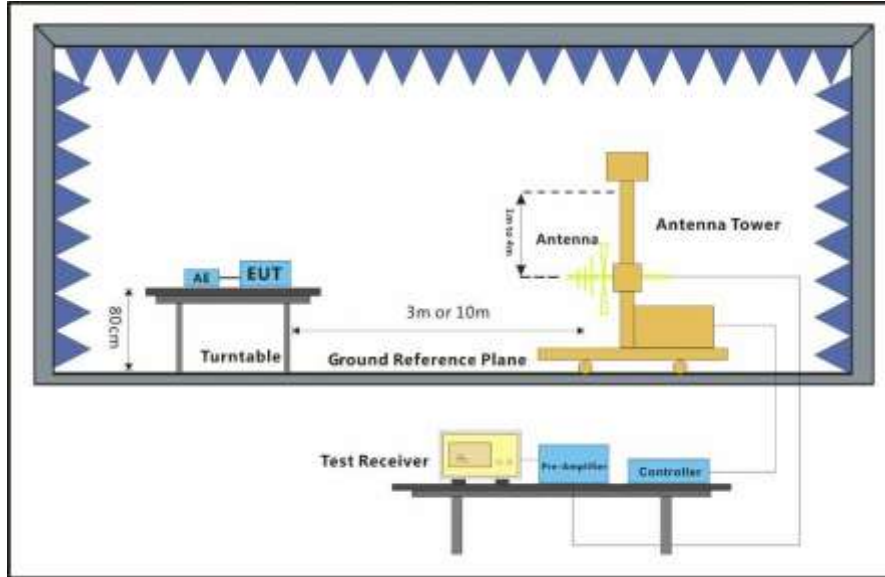 1m to 4m
Antenna Tower
Antenna
AE
EUT
80cm
3m or 10m
Turntable
Ground Reference Plane
Test Receiver
Pre-Amplifier
Controller